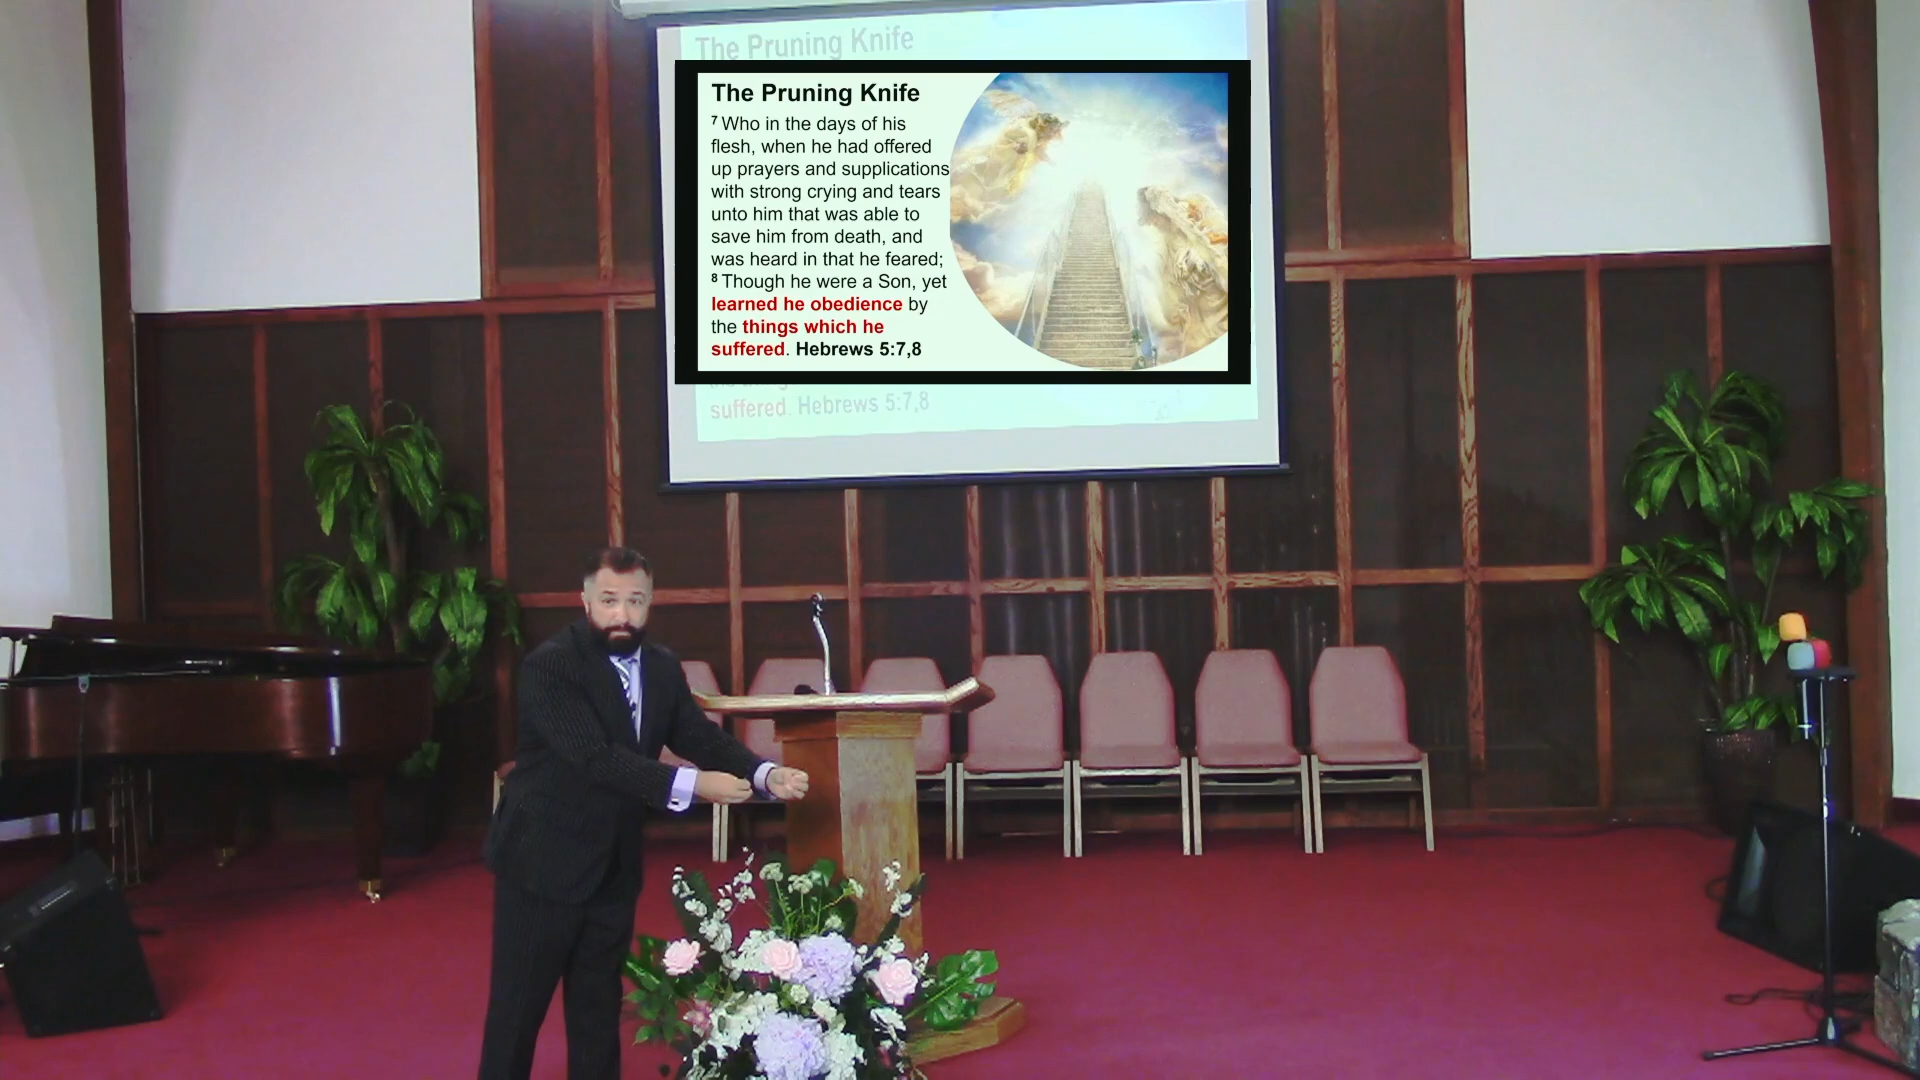 The Pruning Knife
The Pruning Knife
7 Who in the days of his
flesh, when he had offered
up prayers and supplications
with strong crying and tears
unto him that was able to
save him from death, and
was heard in that he feared;
8 Though he were a Son, yet
learned he obedience by
the things which he
suffered. Hebrews 5:7,8
suffered. Hebrews 5:7,8